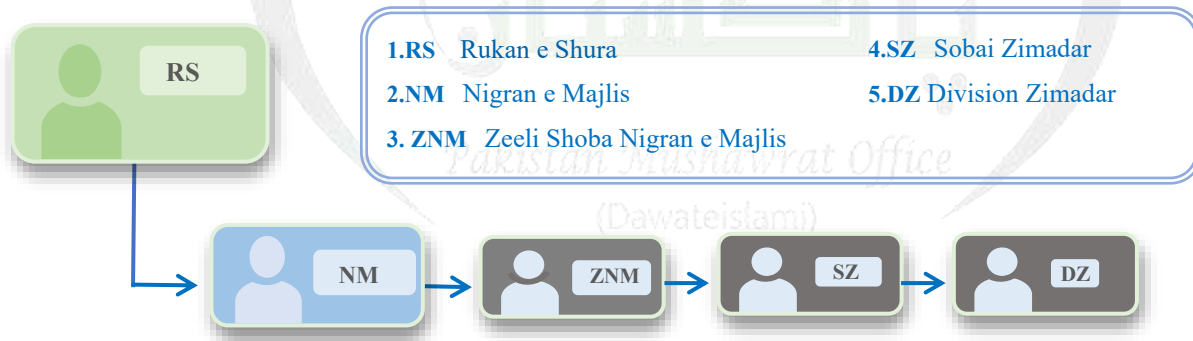 RS
1.RS Rukan e Shura
4.SZ Sobai Zimadar
2.NM Nigran e Majlis
5.DZ Division Zimadar
3. ZNM Zeeli Shoba Nigran e Majlis
Pakistan Mushawrat Office
(Dawateislami)
NM
ZNM
SZ
DZ